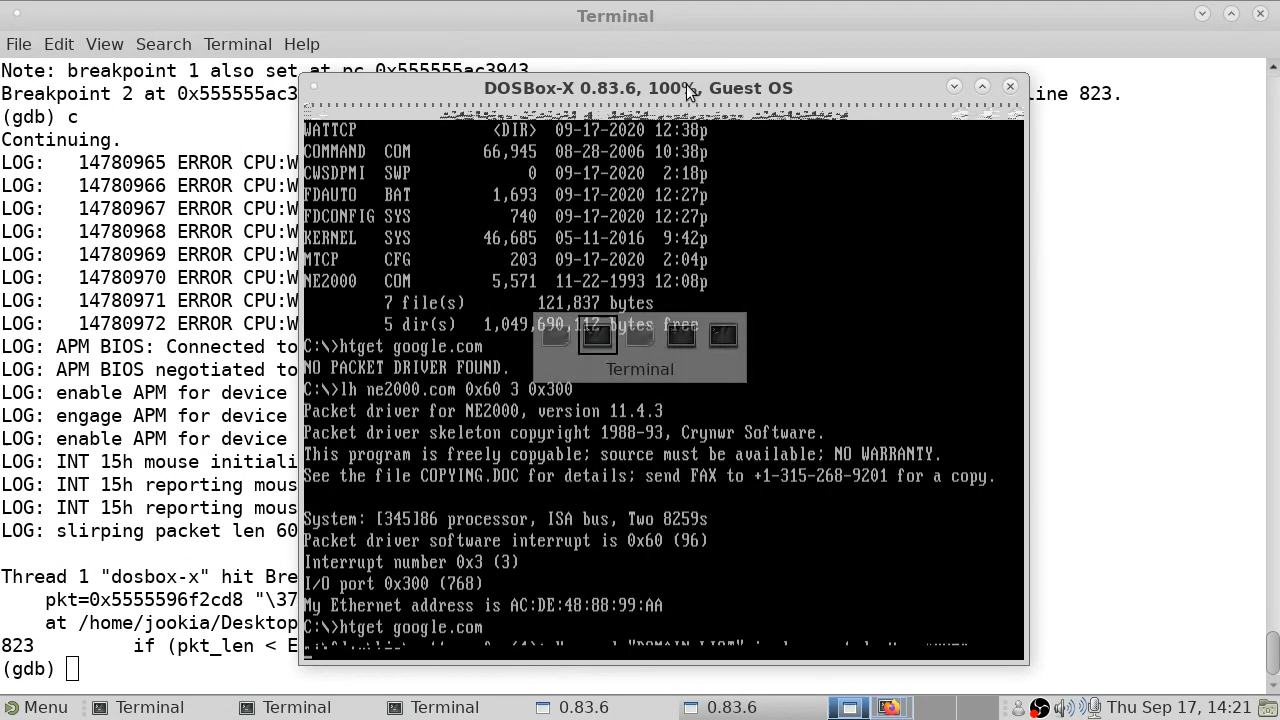 Terminal
File Edit View Search Terminal Help
Note: breakpoint 1 also set at pc 0x555555ac3943.
Breakpoint 2 at 0x555555ac3
line 823.
(gdb) c
Continuing.
LOG: 14780965 ERROR CPU:W
LOG: 14780966 ERROR CPU:W
LOG: 14780967 ERROR CPU:W
LOG: 14780968 ERROR CPU:W
LOG: 14780969 ERROR CPU:W
LOG: 14780970 ERROR CPU:W
LOG: 14780971 ERROR CPU:W
LOG: 14780972 ERROR CPU:W
LOG: APM BIOS: Connected to
LOG: APM BIOS negotiated to
LOG: enable APM for device
LOG: engage APM for device
LOG: enable APM for device
LOG: INT 15h mouse initiali
LOG: INT 15h reporting mous
LOG: INT 15h reporting mous
LOG: slirping packet len 60
Thread 1 "dosbox-x" hit Bre
pkt=0x5555596f2cd8 "\37
at /home/jookia/Desktop
823 if (pkt_len < E
(gdb)
DOSBox-X 0.83.6, 100%, Guest OS
WATTCP <DIR> 09-17-2020 12:38p
COMMAND COM 66,945 08-28-2006 10:38p
CWSDPMI SWP 0 09-17-2020 2:18p
FDAUTO BAT 1,693 09-17-2020 12:27p
FDCONFIG SYS 740 09-17-2020 12:27p
KERNEL SYS 46,685 05-11-2016 9:42p
MTCP CFG 203 09-17-2020 2:04p
NE2000 COM 5,571 11-22-1993 12:08p
7 file(s) 121,837 bytes
5 dir(s) 1,049,690,112 bytes free
C:\>htget google.com
NO PACKET DRIVER FOUND.
Terminal
C:\>lh ne2000.com 0x60 3 0x300
Packet driver for NE2000, version 11.4.3
Packet driver skeleton copyright 1988-93, Crynwr Software.
This program is freely copyable; source must be available; NO WARRANTY.
See the file COPYING.DOC for details; send FAX to +1-315-268-9201 for a copy.
System: [345]86 processor, ISA bus, Two 8259s
Packet driver software interrupt is 0x60 (96)
Interrupt number 0x3 (3)
I/O port 0x300 (768)
My Ethernet address is AC:DE:48:88:99:AA
C:\>htget google.com
Menu Terminal Terminal Terminal 0.83.6 0.83.6 Thu Sep 17, 14:21